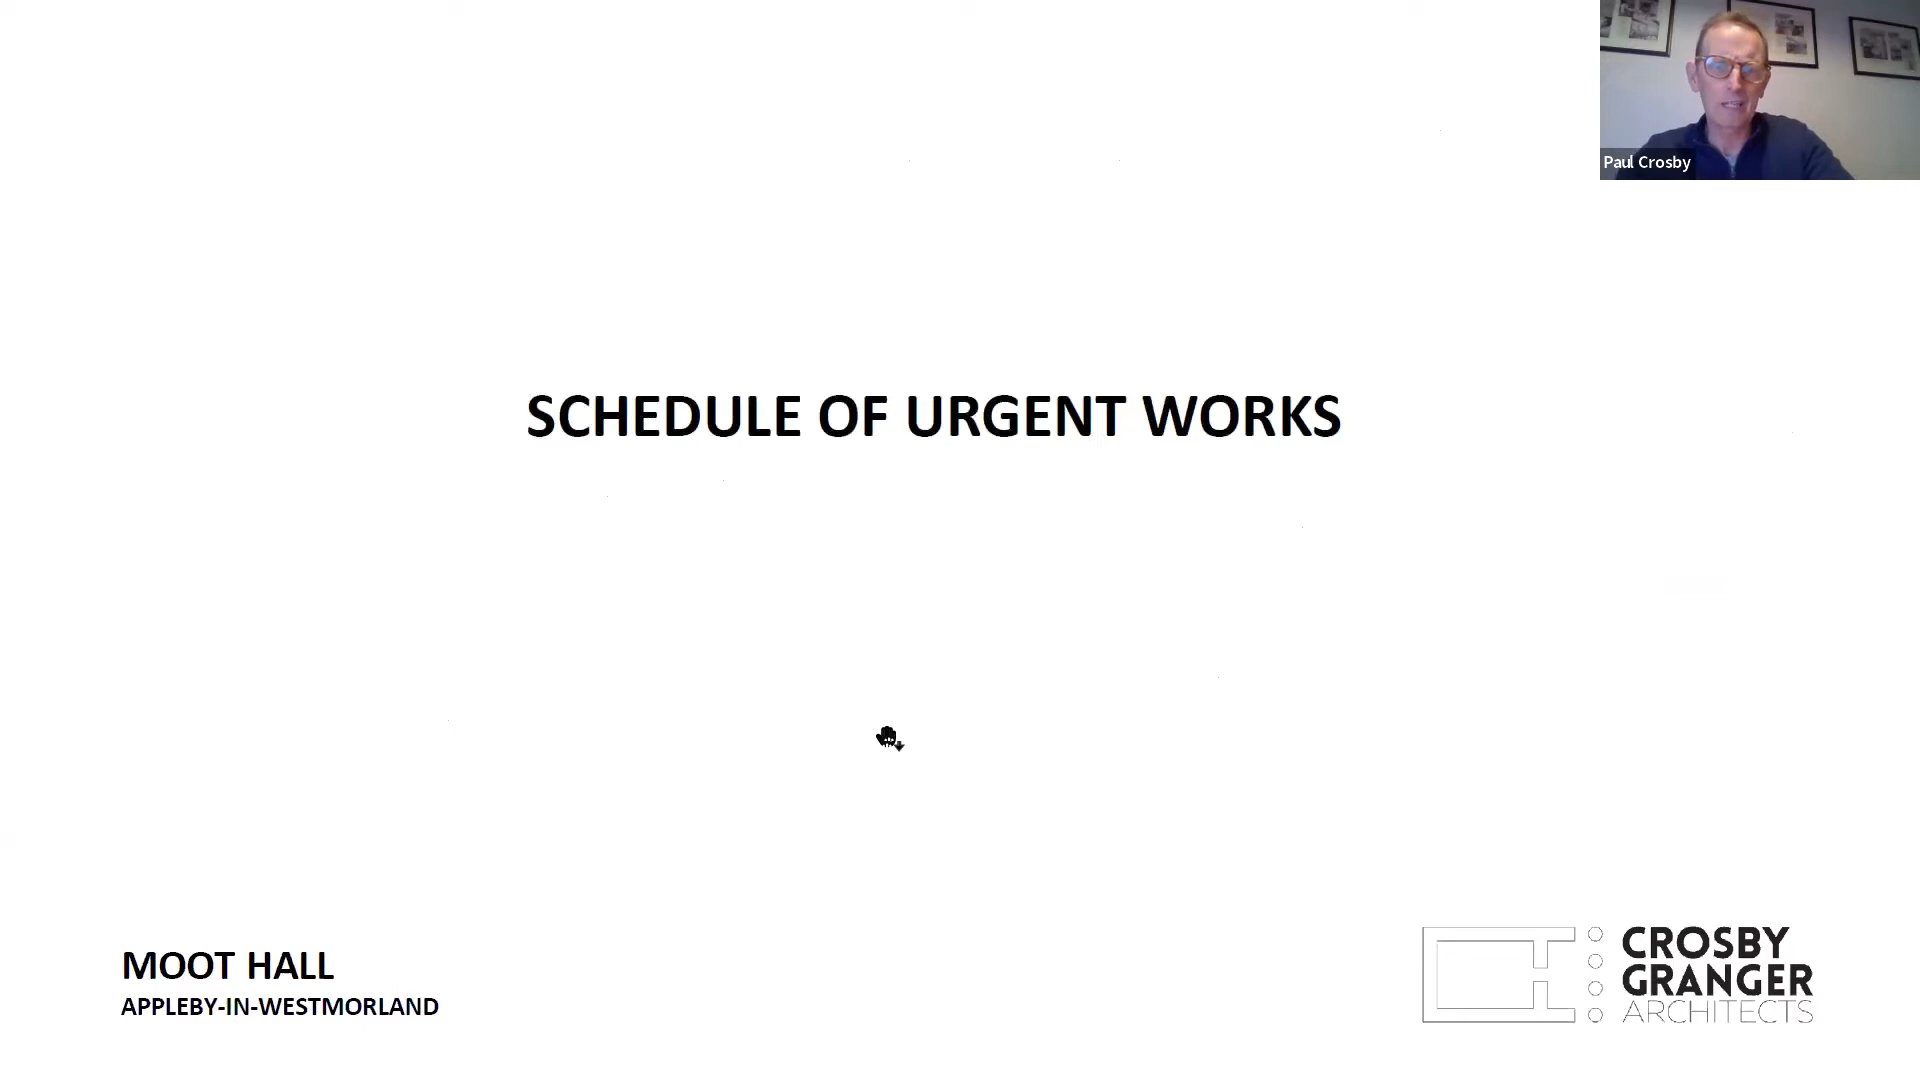 Paul Crosby
SCHEDULE OF URGENT WORKS
MOOT HALL
APPLEBY-IN-WESTMORLAND
CROSBY
GRANGER
ARCHITECTS